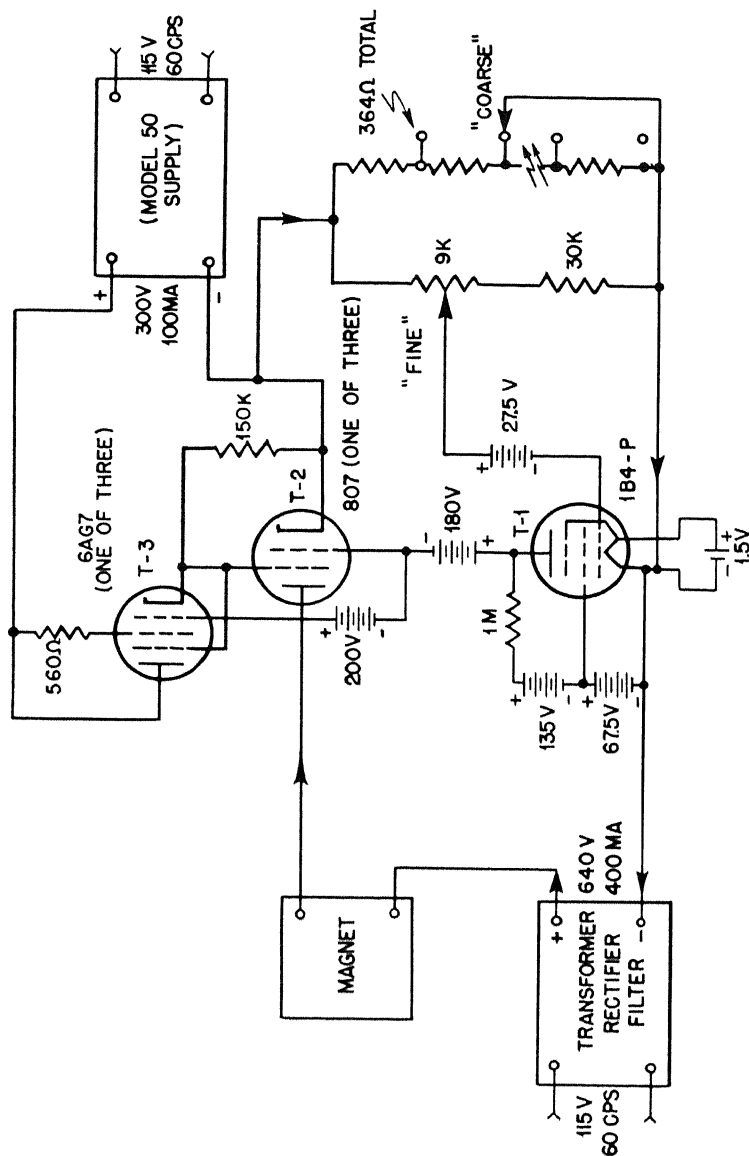 6AG7
(ONE OF THREE)
T-3
560Ω
+
300V
100MA
-
(MODEL 50
SUPPLY)
115V
60 CPS
150K
T-2
807 (ONE OF THREE)
+
200V
-
MAGNET
-
180V
+
1 M
T-1
1B4-P
+
135V
-
+
67.5V
-
"FINE"
+
27.5 V
-
9K
30K
364Ω TOTAL
"COARSE"
-
+
1.5V
115 V
60 CPS
TRANSFORMER
RECTIFIER
FILTER
+
-
640 V
400 MA